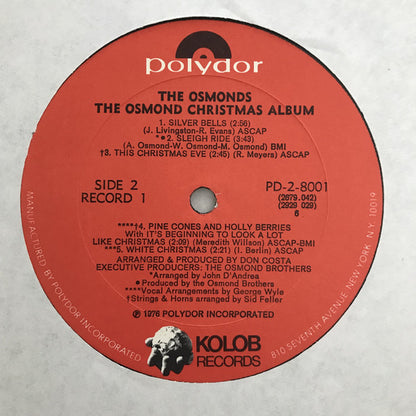 polydor
THE OSMONDS
THE OSMOND CHRISTMAS ALBUM
1. SILVER BELLS (2:56)
(J. Livingston-R. Evans) ASCAP
*•2. SLEIGH RIDE (3:43)
(A. Osmond-W. Osmond-M. Osmond) BMI
†3. THIS CHRISTMAS EVE (2:45) (R. Meyers) ASCAP
SIDE 2
RECORD 1
PD-2-8001
(2679.042)
(2929 029)
6
****†4. PINE CONES AND HOLLY BERRIES
With IT'S BEGINNING TO LOOK A LOT
LIKE CHRISTMAS (2:09) (Meredith Willson) ASCAP-BMI
***5. WHITE CHRISTMAS (2:21) (I. Berlin) ASCAP
ARRANGED & PRODUCED BY DON COSTA
EXECUTIVE PRODUCERS: THE OSMOND BROTHERS
*Arranged by John D'Andrea
•Produced by the Osmond Brothers
****Vocal Arrangements by George Wyle
†Strings & Horns arranged by Sid Feller
Ⓟ 1976 POLYDOR INCORPORATED
KOLOB
RECORDS
MANUFACTURED BY POLYDOR INCORPORATED
810 SEVENTH AVENUE NEW YORK, N.Y. 10019